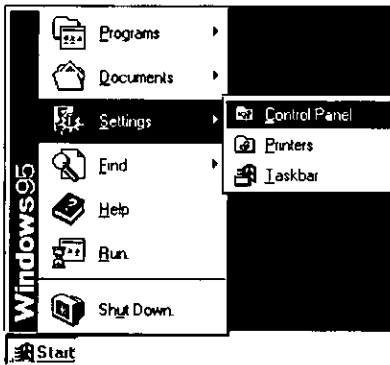 Programs
Documents
Settings
Control Panel
Printers
Taskbar
Find
Help
Run.
Shut Down.
Windows95
Start